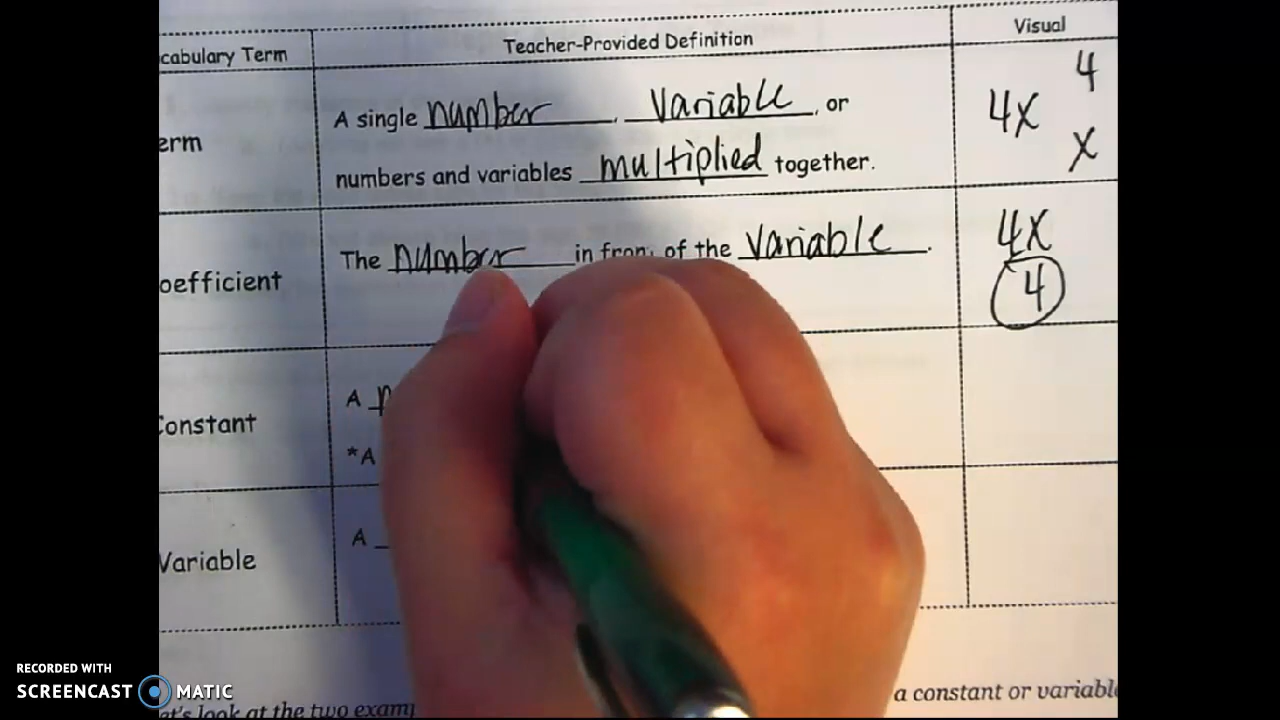 cabulary Term Teacher-Provided Definition Visual
erm A single number, variable, or 4x 4
numbers and variables multiplied together. x
oefficient The number in front of the variable. 4x
4
Constant A
*A
Variable A
RECORDED WITH
SCREENCAST MATIC
et's look at the two examp a constant or variable